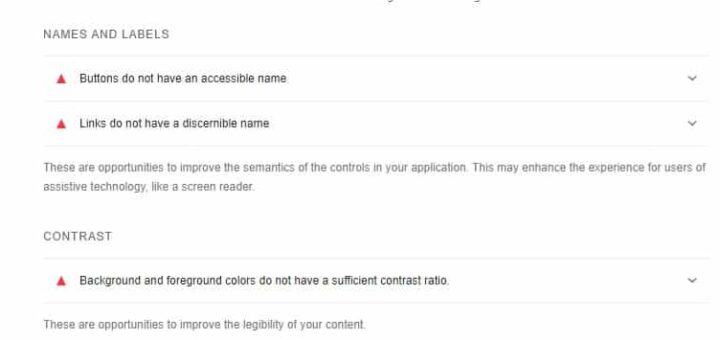 NAMES AND LABELS
Buttons do not have an accessible name
Links do not have a discernible name
These are opportunities to improve the semantics of the controls in your application. This may enhance the experience for users of
assistive technology, like a screen reader.
CONTRAST
Background and foreground colors do not have a sufficient contrast ratio.
These are opportunities to improve the legibility of your content.